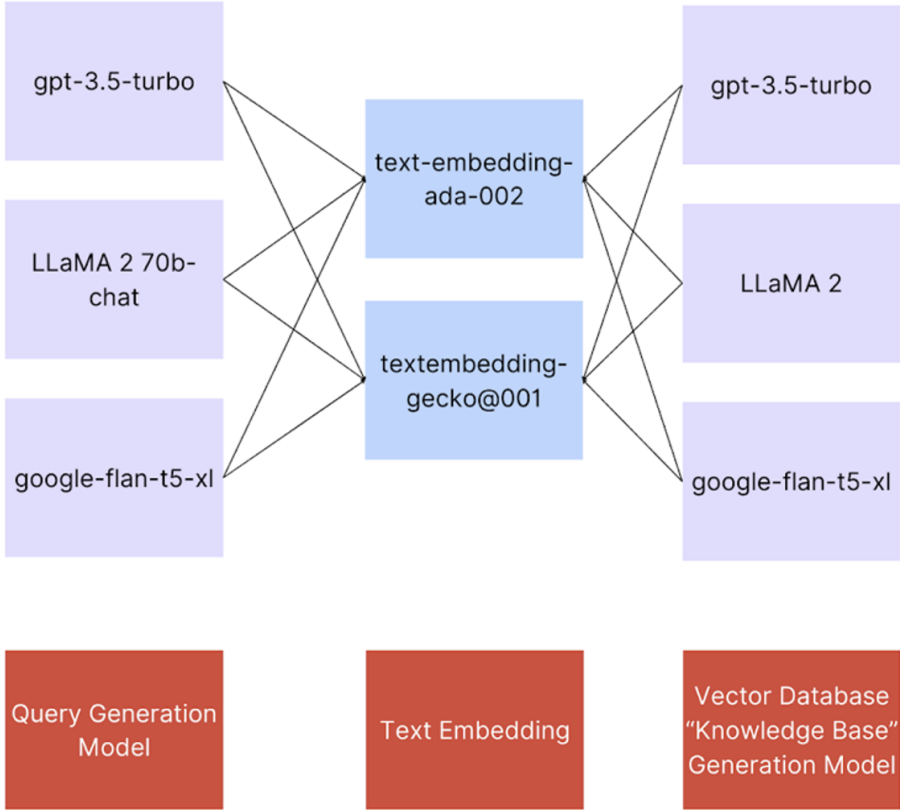 gpt-3.5-turbo
LLaMA 2 70b-
chat
google-flan-t5-xl
text-embedding-
ada-002
textembedding-
gecko@001
gpt-3.5-turbo
LLaMA 2
google-flan-t5-xl
Query Generation
Model
Text Embedding
Vector Database
“Knowledge Base”
Generation Model